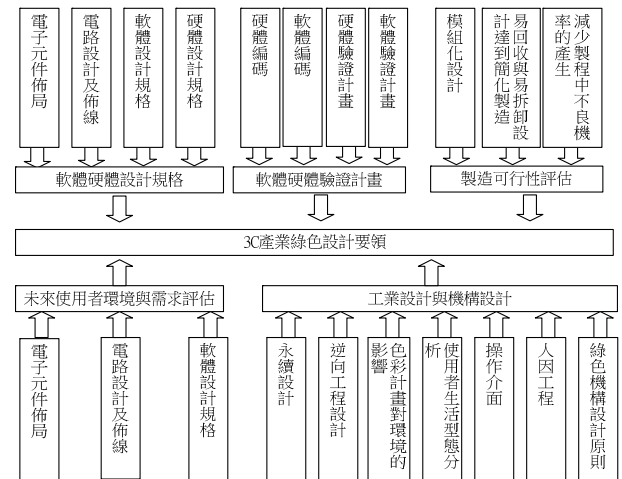 電子元件佈局
電路設計及佈線
軟體設計規格
硬體設計規格
硬體編碼
軟體編碼
硬體驗證計畫
軟體驗證計畫
模組化設計
易回收與易拆卸設
計達到簡化製造
減少製程中不良機
率的產生
軟體硬體設計規格
軟體硬體驗證計畫
製造可行性評估
3C產業綠色設計要領
未來使用者環境與需求評估
工業設計與機構設計
電子元件佈局
電路設計及佈線
軟體設計規格
永續設計
逆向工程設計
色彩計畫對環境的
影響
使用者生活型態分
析
操作介面
人因工程
綠色機構設計原則